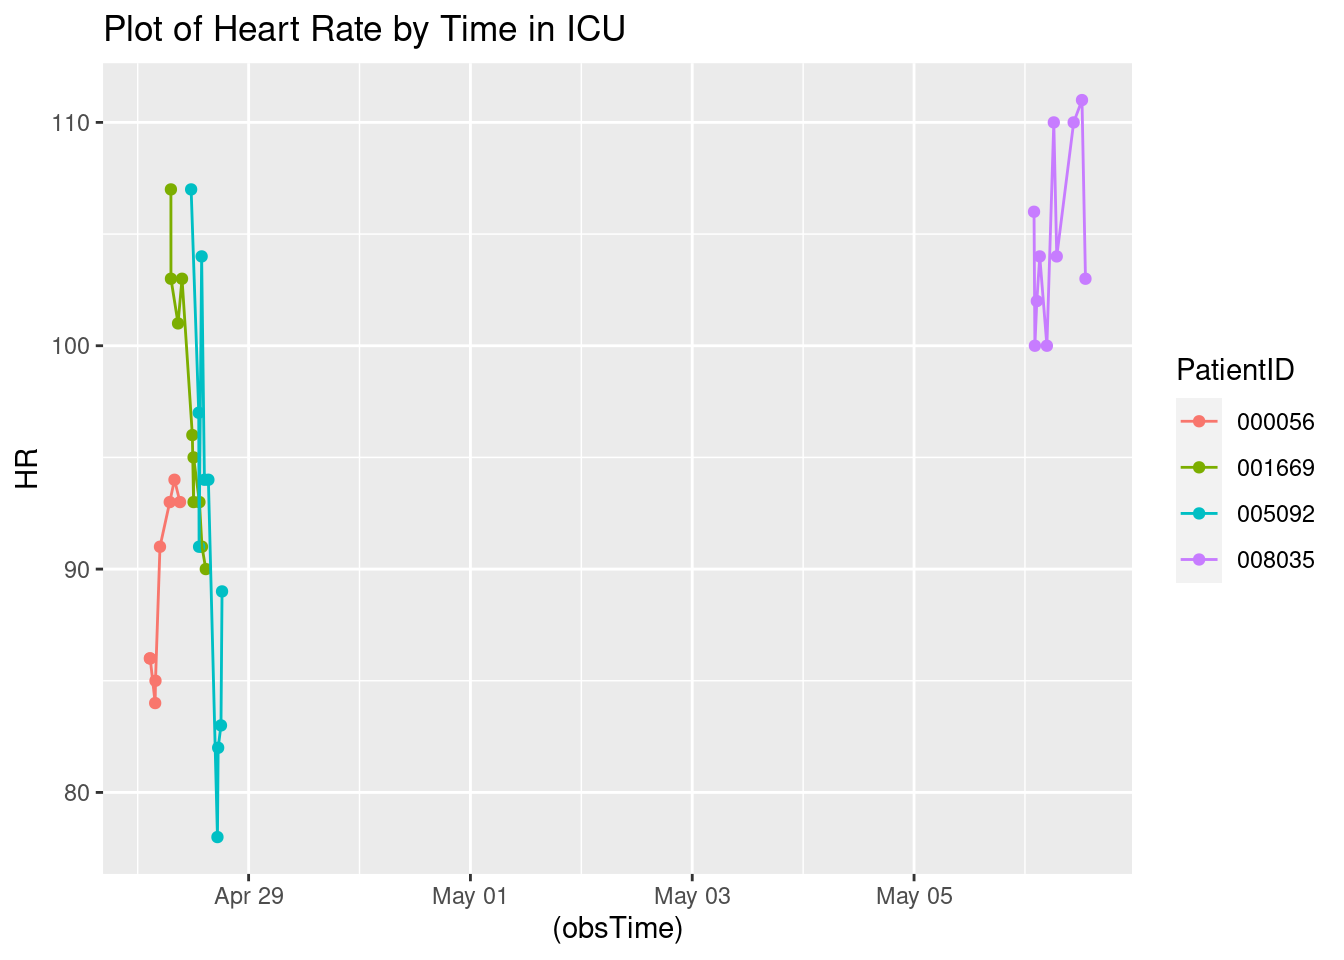 Plot of Heart Rate by Time in ICU
110
100
90
80
HR
Apr 29
May 01
May 03
May 05
(obsTime)
PatientID
000056
001669
005092
008035